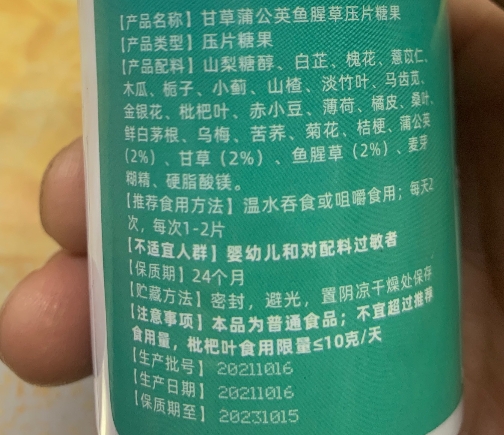 【产品名称】甘草蒲公英鱼腥草压片糖果
【产品类型】压片糖果
【产品配料】山梨糖醇、白芷、槐花、薏苡仁、
木瓜、栀子、小蓟、山楂、淡竹叶、马齿苋、
金银花、枇杷叶、赤小豆、薄荷、橘皮、桑叶、
鲜白茅根、乌梅、苦荞、菊花、桔梗、蒲公英
(2%)、甘草(2%)、鱼腥草(2%)、麦芽
糊精、硬脂酸镁。
【推荐食用方法】温水吞食或咀嚼食用；每天2
次，每次1-2片
【不适宜人群】婴幼儿和对配料过敏者
【保质期】24个月
【贮藏方法】密封，避光，置阴凉干燥处保存
【注意事项】本品为普通食品；不宜超过推荐
食用量，枇杷叶食用限量≤10克/天
【生产批号】20211016
【生产日期】20211016
【保质期至】20231015